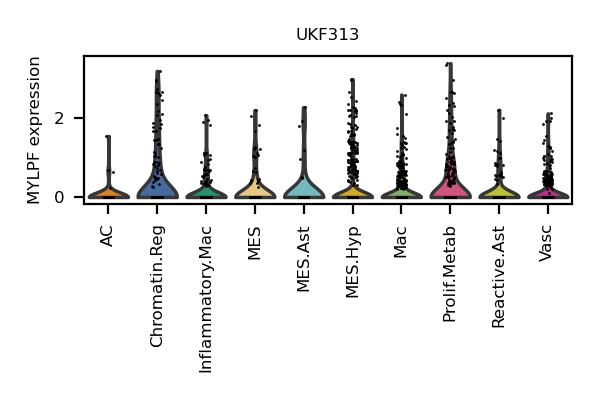 UKF313
MYLPF expression
2
0
AC
Chromatin.Reg
Inflammatory.Mac
MES
MES.Ast
MES.Hyp
Mac
Prolif.Metab
Reactive.Ast
Vasc